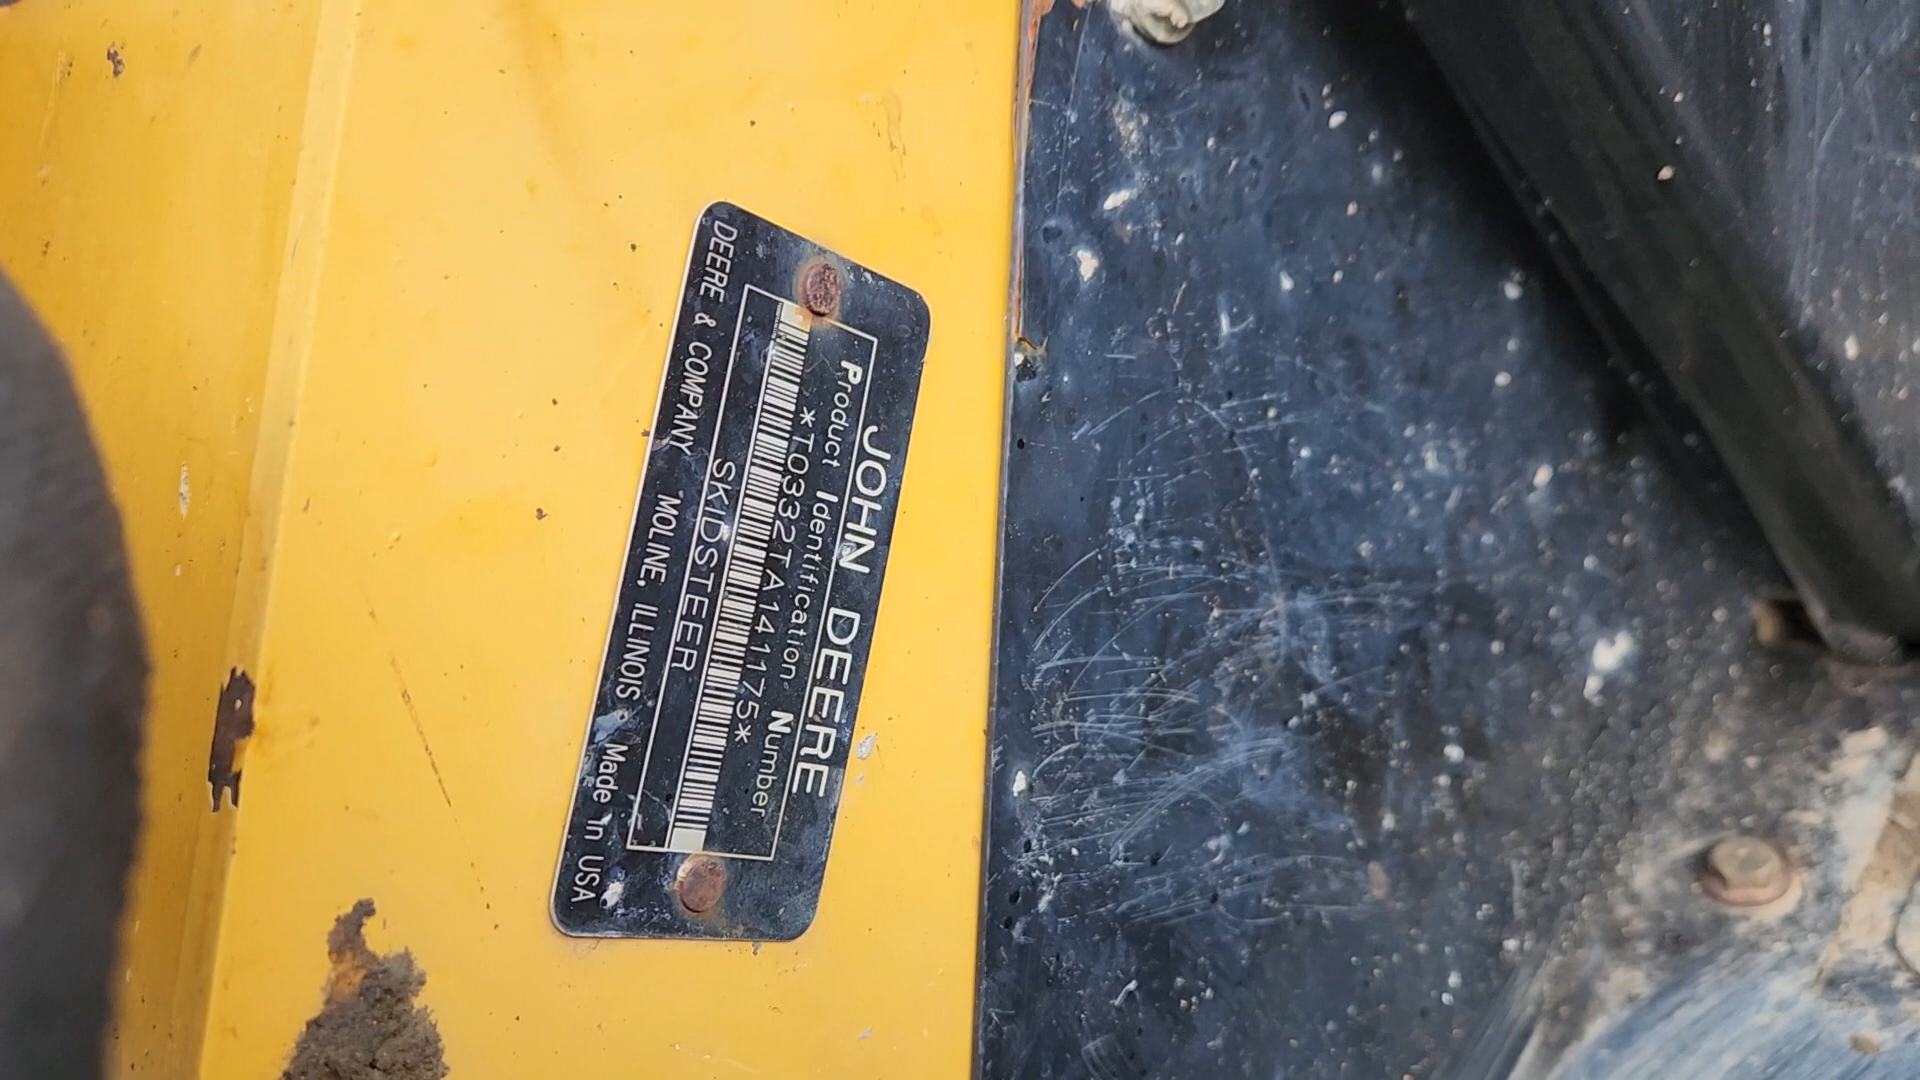 JOHN DEERE
Product Identification Number
*T0332TA141175*
SKIDSTEER
DEERE & COMPANY MOLINE, ILLINOIS Made in USA